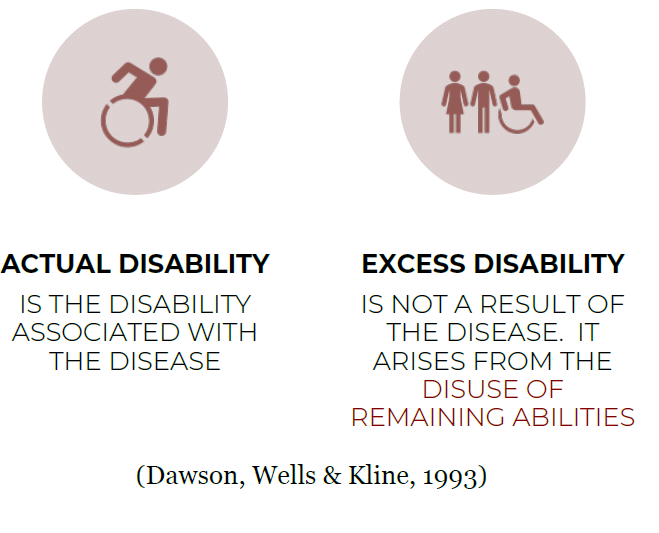 ACTUAL DISABILITY
IS THE DISABILITY
ASSOCIATED WITH
THE DISEASE
EXCESS DISABILITY
IS NOT A RESULT OF
THE DISEASE.  IT
ARISES FROM THE
DISUSE OF
REMAINING ABILITIES
(Dawson, Wells & Kline, 1993)